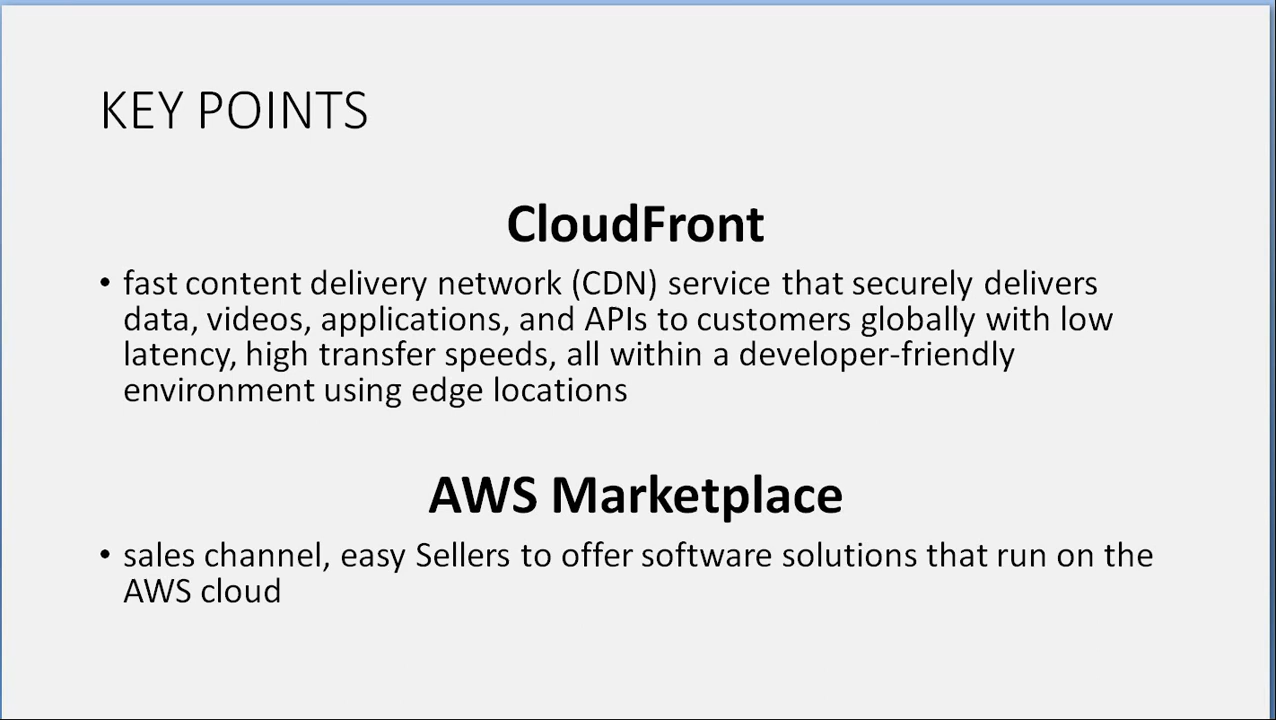 KEY POINTS
CloudFront
• fast content delivery network (CDN) service that securely delivers
data, videos, applications, and APIs to customers globally with low
latency, high transfer speeds, all within a developer-friendly
environment using edge locations
AWS Marketplace
• sales channel, easy Sellers to offer software solutions that run on the
AWS cloud